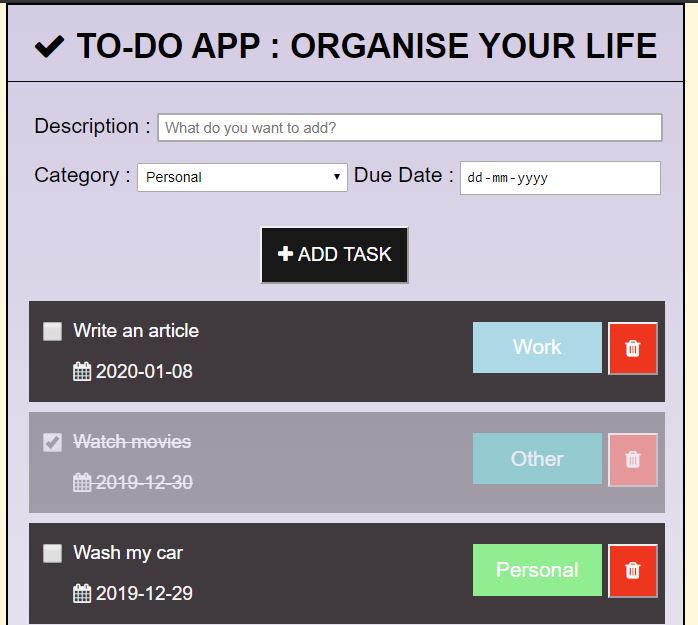 TO-DO APP : ORGANISE YOUR LIFE
Description : What do you want to add?
Category : Personal Due Date : dd-mm-yyyy
ADD TASK
Write an article Work
2020-01-08
Watch movies Other
2019-12-30
Wash my car Personal
2019-12-29